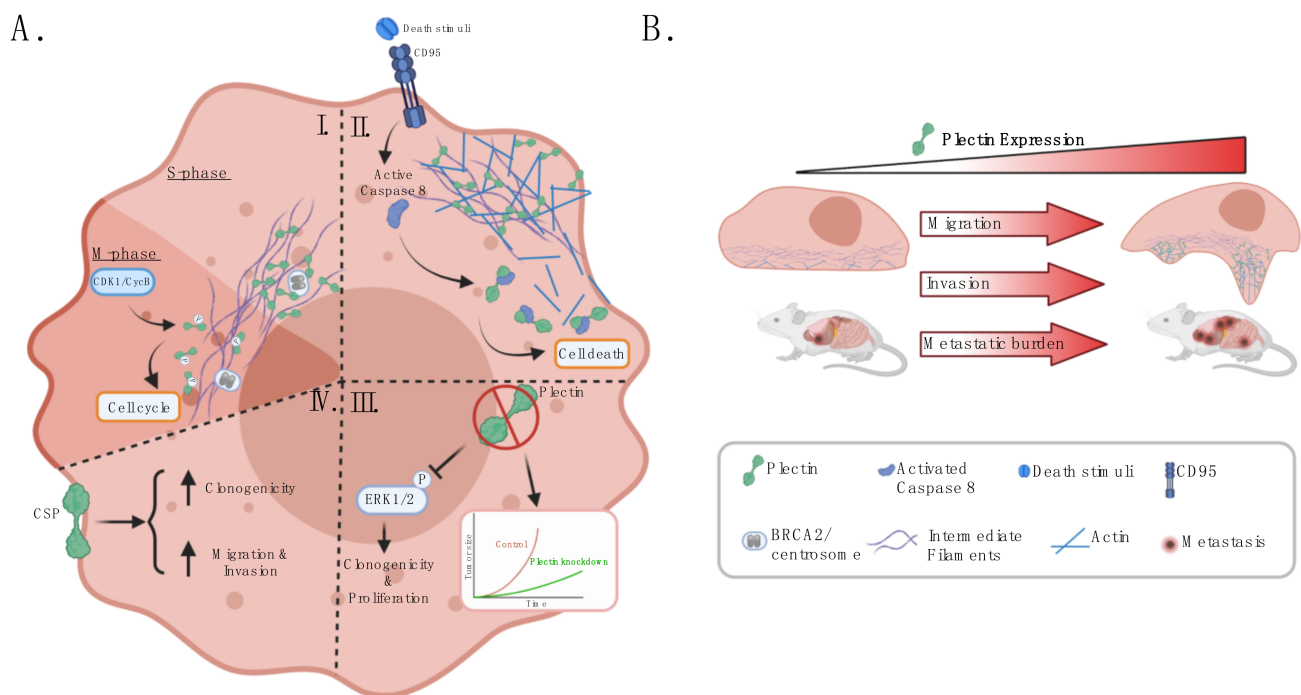 A.
Death stimuli
CD95
I.
II.
S-phase
Active
Caspase 8
M-phase
CDK1/CycB
P
P
P
P
Cell cycle
Cell death
IV.
III.
Plectin
CSP
Clonogenicity
Migration &
Invasion
P
ERK1/2
Clonogenicity
&
Proliferation
Tumor size
Control
Plectin knockdown
Time
B.
Plectin Expression
Migration
Invasion
Metastatic burden
Plectin
Activated
Caspase 8
Death stimuli
CD95
BRCA2/
centrosome
Intermediate
Filaments
Actin
Metastasis